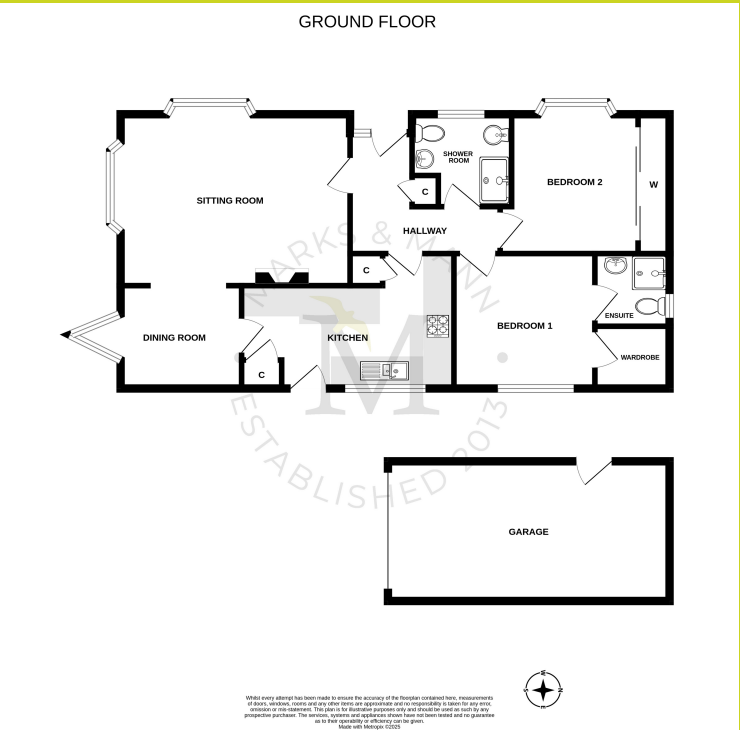 GROUND FLOOR
SHOWER
ROOM
BEDROOM 2
W
C
SITTING ROOM
HALLWAY
MARKS & MANN
C
ENSUITE
BEDROOM 1
DINING ROOM
KITCHEN
M
WARDROBE
C
ESTABLISHED 2013
GARAGE
W
S
N
E
Whilst every attempt has been made to ensure the accuracy of the floorplan contained here, measurements
of doors, windows, rooms and any other items are approximate and no responsibility is taken for any error,
omission or mis-statement. This plan is for illustrative purposes only and should be used as such by any
prospective purchaser. The services, systems and appliances shown have not been tested and no guarantee
as to their operability or efficiency can be given.
Made with Metropix ©2025